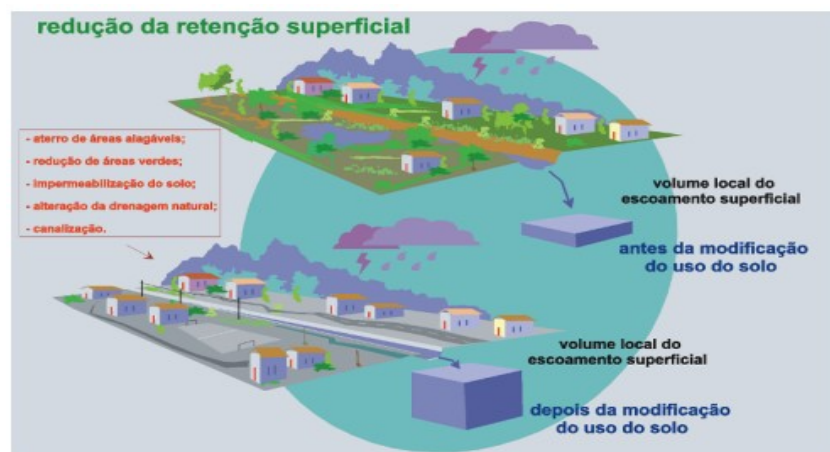 redução da retenção superficial
- aterro de áreas alagáveis;
- redução de áreas verdes;
- impermeabilização do solo;
- alteração da drenagem natural;
- canalização.
volume local do
escoamento superficial
antes da modificação
do uso do solo
volume local do
escoamento superficial
depois da modificação
do uso do solo